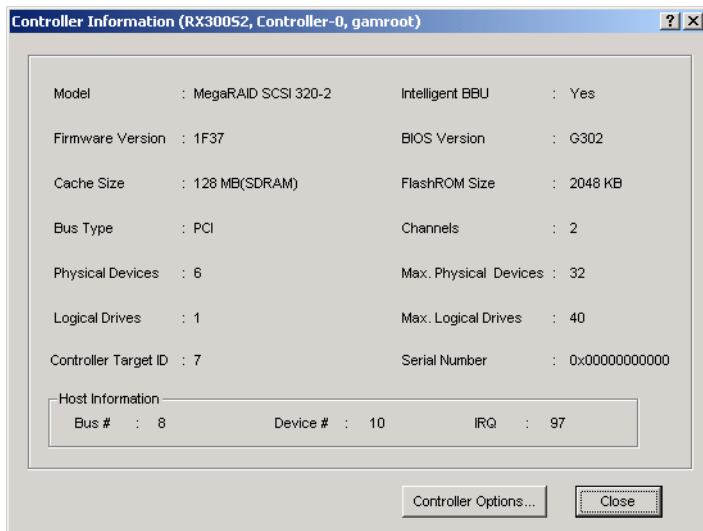 Controller Information (RX300S2, Controller-0, gamroot)
Model : MegaRAID SCSI 320-2 Intelligent BBU : Yes
Firmware Version : 1F37 BIOS Version : G302
Cache Size : 128 MB(SDRAM) FlashROM Size : 2048 KB
Bus Type : PCI Channels : 2
Physical Devices : 6 Max. Physical Devices : 32
Logical Drives : 1 Max. Logical Drives : 40
Controller Target ID : 7 Serial Number : 0x00000000000
Host Information
Bus # : 8 Device # : 10 IRQ : 97
Controller Options... Close